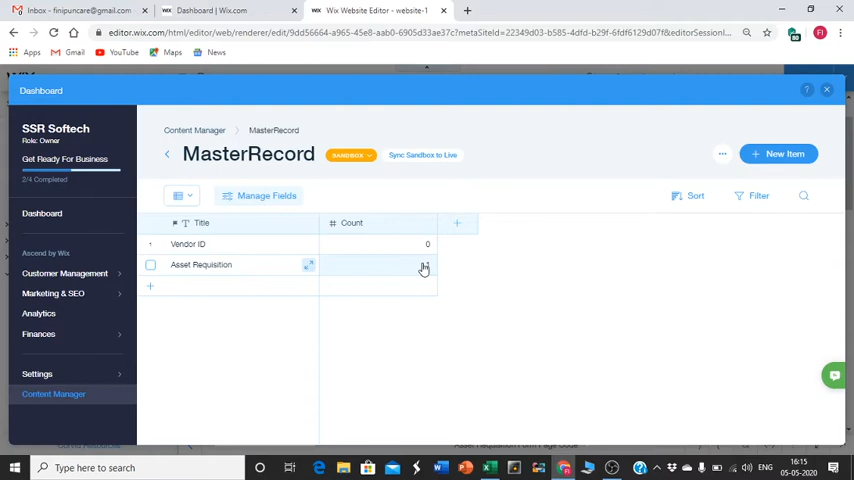 Inbox - finipuncare@gmail.com
Dashboard | Wix.com
Wix Website Editor - website-1
editor.wix.com/html/editor/web/renderer/edit/9dd56664-a965-45e8-aab0-6905d33ae37c?metaSiteId=22349d03-b585-4dfd-b29f-6fdf6129d07f&editorSessionI...
FI
Apps
Gmail
YouTube
Maps
News
Dashboard
?
SSR Softech
Role: Owner
Get Ready For Business
2/4 Completed
Dashboard
Ascend by Wix
Customer Management
Marketing & SEO
Analytics
Finances
Settings
Content Manager
Content Manager > MasterRecord
MasterRecord
SANDBOX
Sync Sandbox to Live
+ New Item
Manage Fields
Sort
Filter
T Title
# Count
+
1 Vendor ID 0
Asset Requisition
+
Type here to search
ENG
16:15
05-05-2020